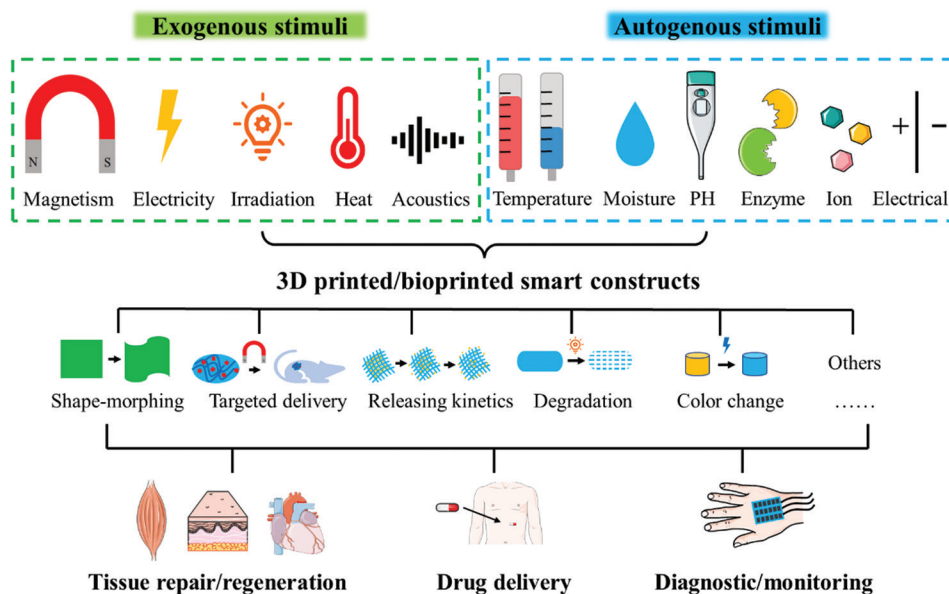 Exogenous stimuli
Autogenous stimuli
N S
Magnetism Electricity Irradiation Heat Acoustics
+ −
Temperature Moisture PH Enzyme Ion Electrical
3D printed/bioprinted smart constructs
Shape-morphing Targeted delivery Releasing kinetics Degradation Color change Others
......
Tissue repair/regeneration Drug delivery Diagnostic/monitoring